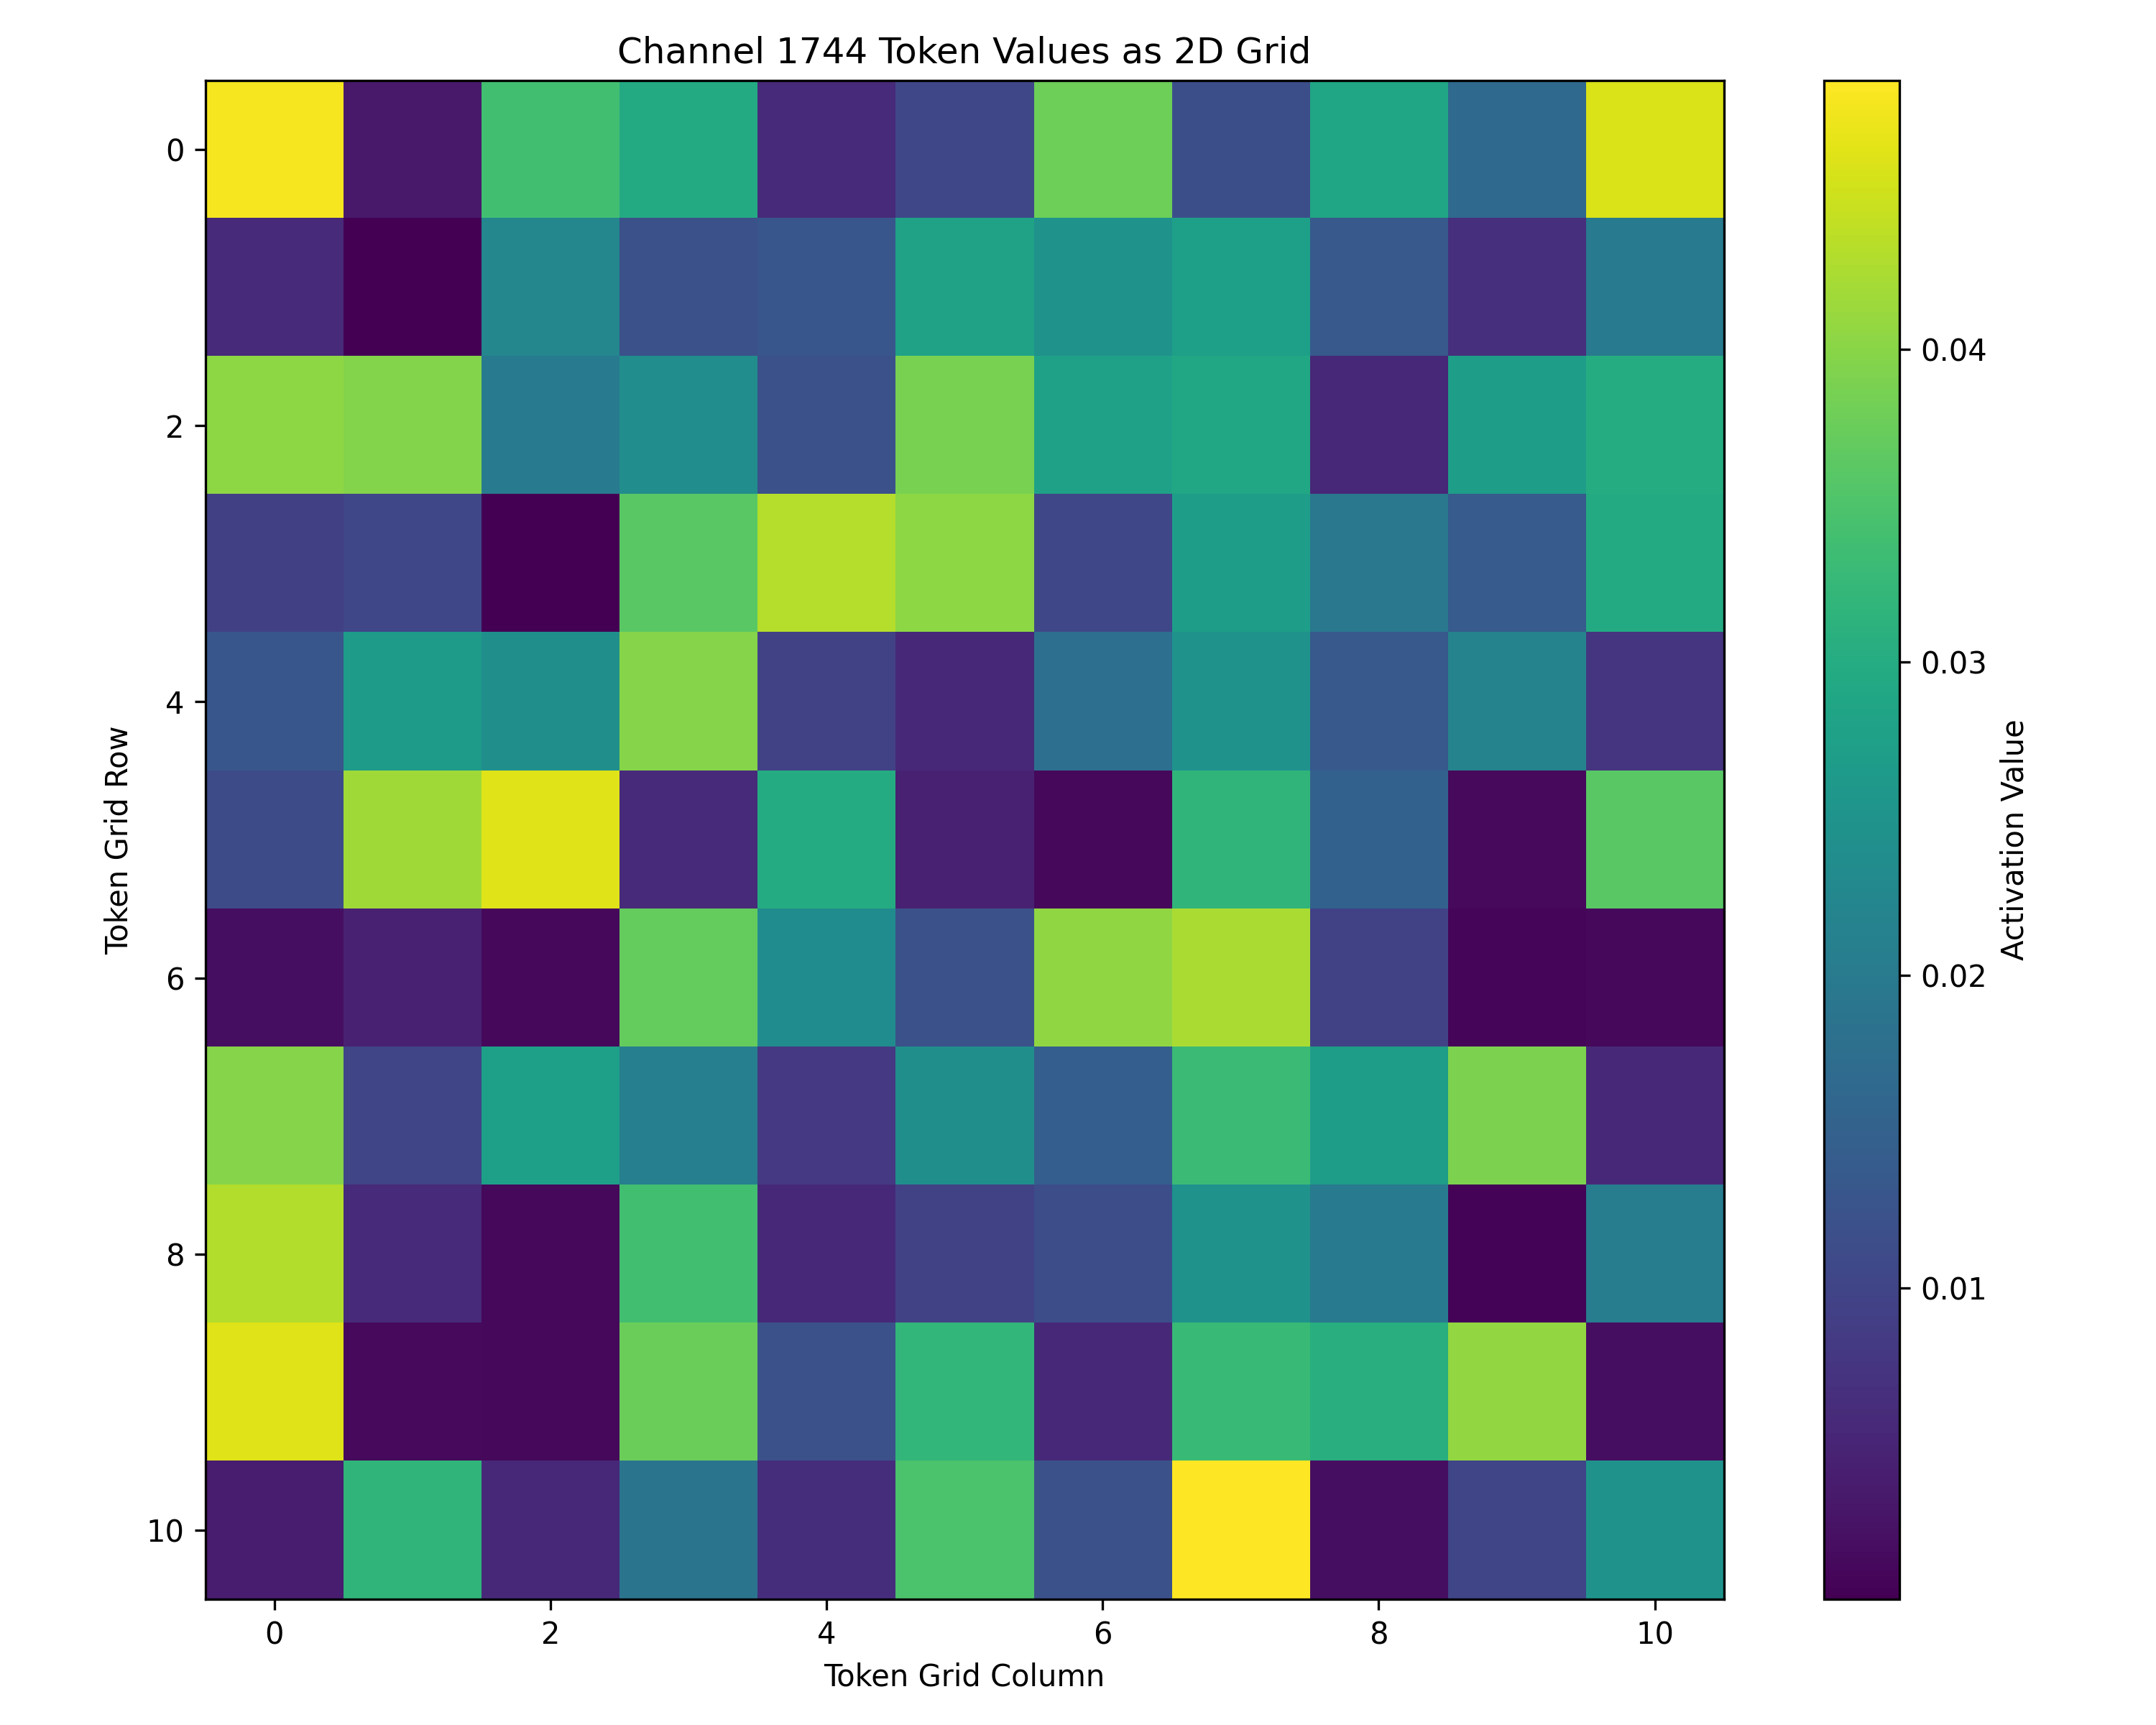 Channel 1744 Token Values as 2D Grid
0
2
4
6
8
10
Token Grid Row
0 2 4 6 8 10
Token Grid Column
0.04
0.03
0.02
0.01
Activation Value